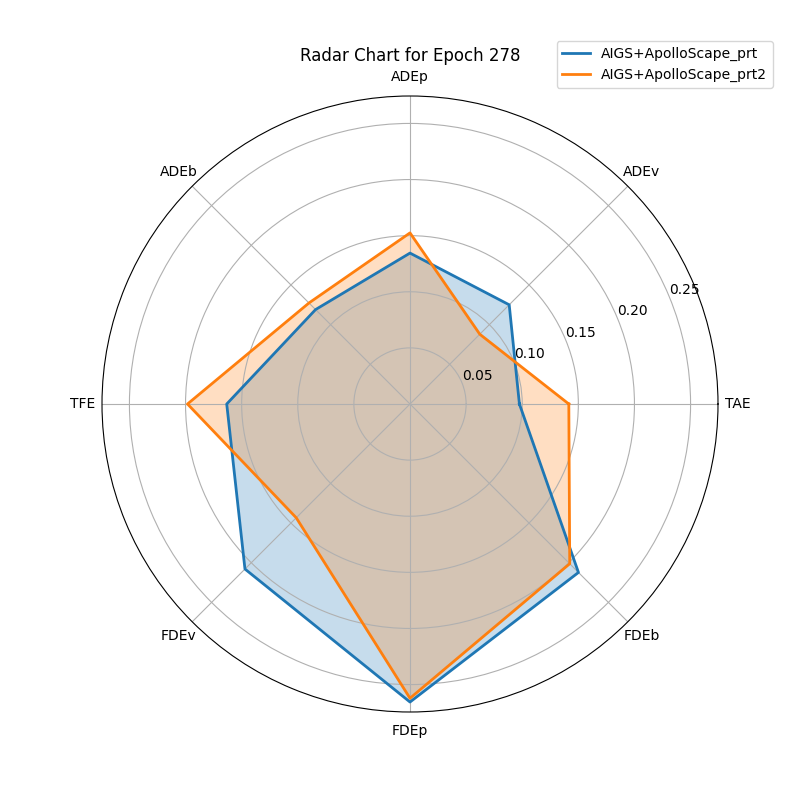 Radar Chart for Epoch 278
AIGS+ApolloScape_prt
AIGS+ApolloScape_prt2
ADEp
ADEb
ADEv
0.25
0.20
0.15
0.10
0.05
TFE
TAE
FDEv
FDEb
FDEp